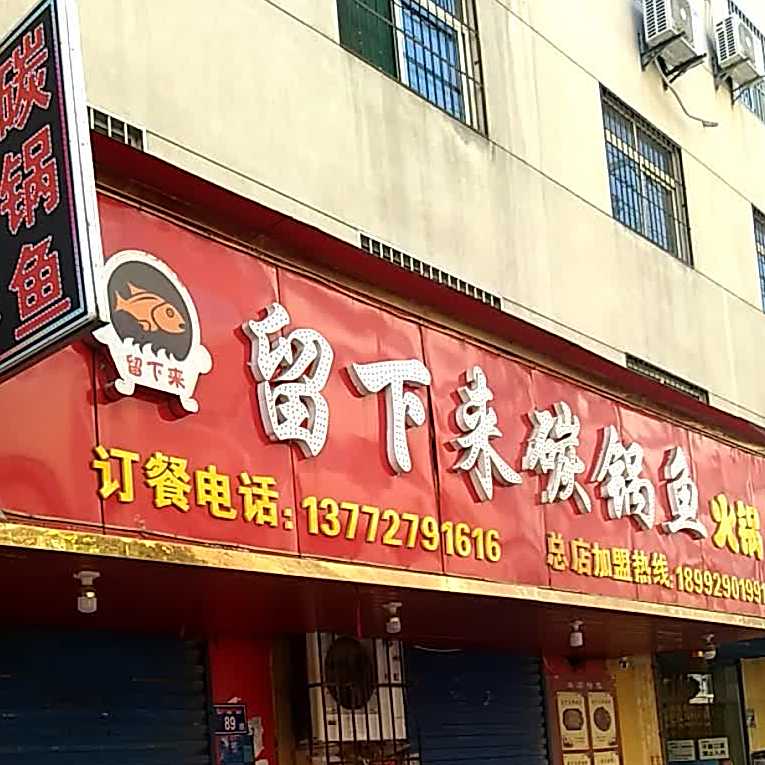 碳锅鱼
留下来
留下来碳锅鱼 火锅
订餐电话: 13772791616
总店加盟热线: 18992901991
89